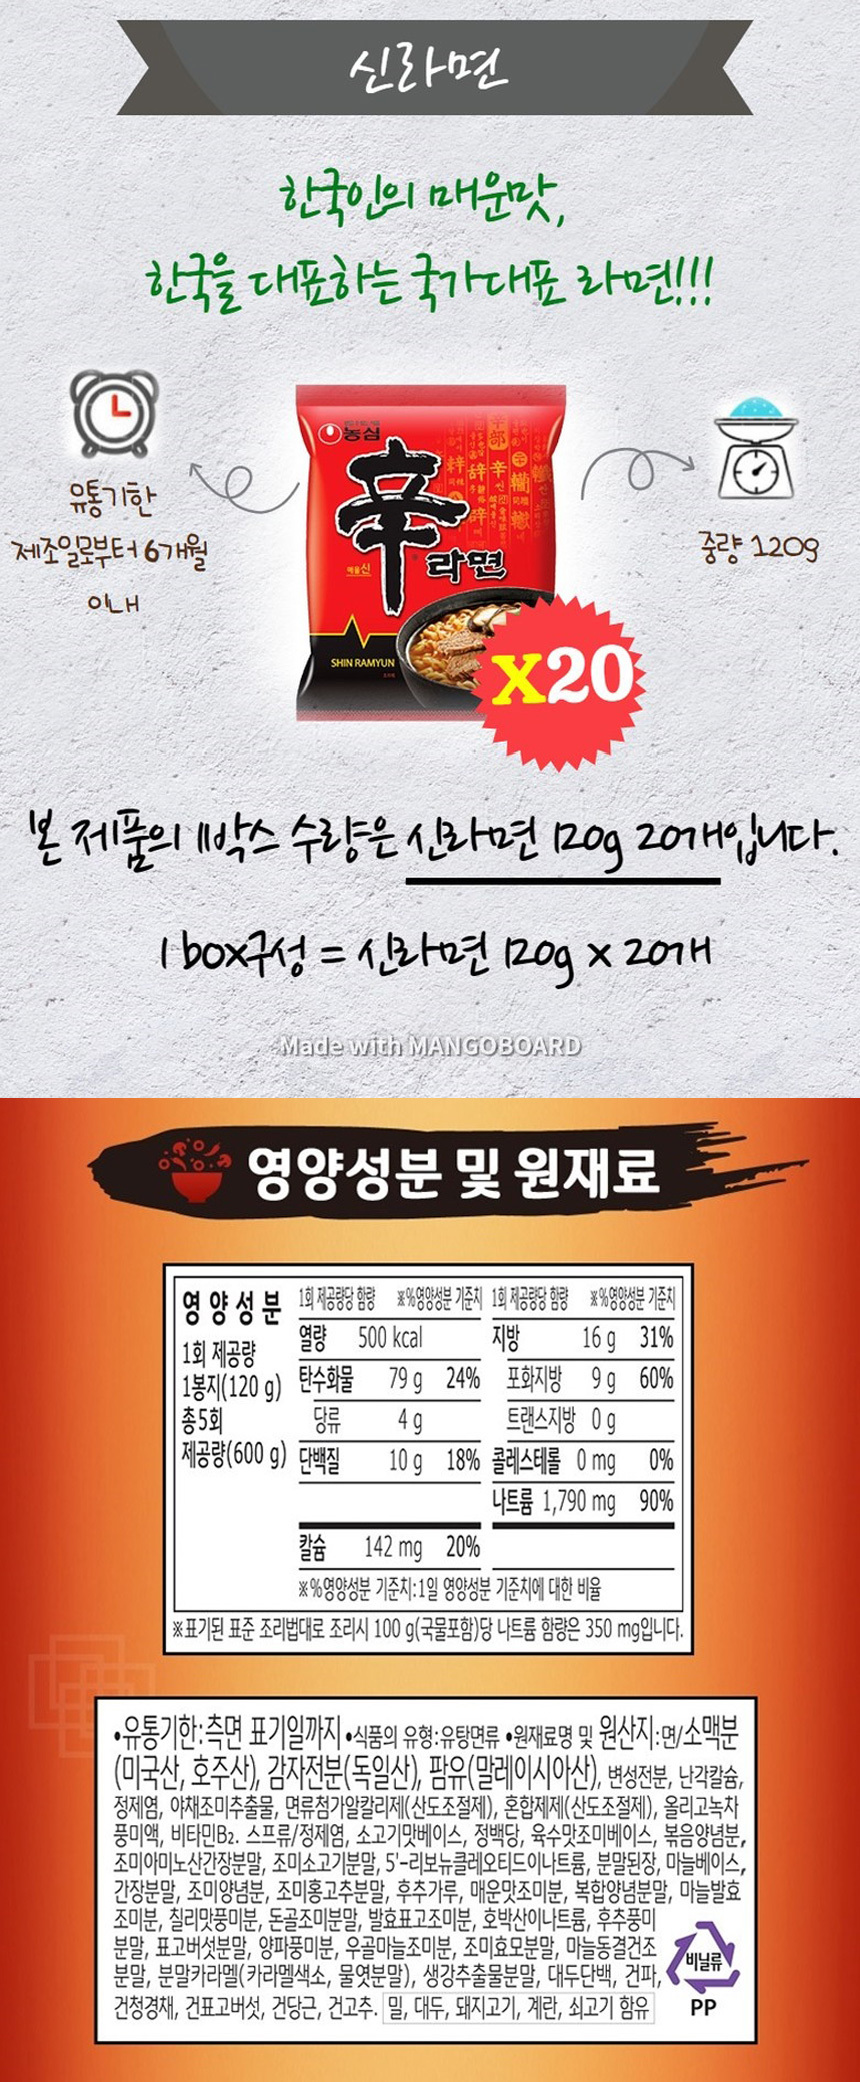 신라면
한국인의 매운맛,
한국을 대표하는 국가대표 라면!!!
유통기한
제조일로부터 6개월
이내
중량 120g
농심
辛
라면
매울신
SHIN RAMYUN
x20
본 제품의 1박스 수량은 신라면 120g 20개입니다.
1 box구성 = 신라면 120g x 20개
Made with MANGOBOARD
영양성분 및 원재료
영양성분
1회 제공량
1봉지(120 g)
총5회
제공량(600 g)
1회 제공량당 함량 ※%영양성분 기준치 1회 제공량당 함량 ※%영양성분 기준치
열량 500 kcal 지방 16 g 31%
탄수화물 79 g 24% 포화지방 9 g 60%
당류 4 g 트랜스지방 0 g
단백질 10 g 18% 콜레스테롤 0 mg 0%
나트륨 1,790 mg 90%
칼슘 142 mg 20%
※%영양성분 기준치:1일 영양성분 기준치에 대한 비율
※표기된 표준 조리법대로 조리시 100 g(국물포함)당 나트륨 함량은 350 mg입니다.
•유통기한:측면 표기일까지 •식품의 유형:유탕면류 •원재료명 및 원산지:면/소맥분
(미국산, 호주산), 감자전분(독일산), 팜유(말레이시아산), 변성전분, 난각칼슘,
정제염, 야채조미추출물, 면류첨가알칼리제(산도조절제), 혼합제제(산도조절제), 올리고녹차
풍미액, 비타민B₂. 스프류/정제염, 소고기맛베이스, 정백당, 육수맛조미베이스, 볶음양념분,
조미아미노산간장분말, 조미소고기분말, 5'-리보뉴클레오티드이나트륨, 분말된장, 마늘베이스,
간장분말, 조미양념분, 조미홍고추분말, 후추가루, 매운맛조미분, 복합양념분말, 마늘발효
조미분, 칠리맛풍미분, 돈골조미분말, 발효표고조미분, 호박산이나트륨, 후추풍미
분말, 표고버섯분말, 양파풍미분, 우골마늘조미분, 조미효모분말, 마늘동결건조
분말, 분말카라멜(카라멜색소, 물엿분말), 생강추출물분말, 대두단백, 건파,
건청경채, 건표고버섯, 건당근, 건고추. 밀, 대두, 돼지고기, 계란, 쇠고기 함유
비닐류
PP